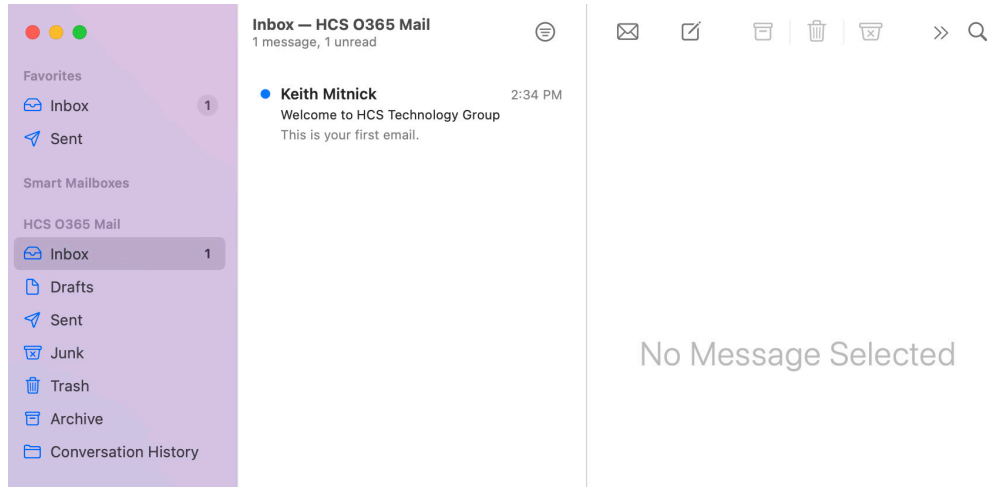 Favorites
Inbox 1
Sent
Smart Mailboxes
HCS O365 Mail
Inbox 1
Drafts
Sent
Junk
Trash
Archive
Conversation History
Inbox — HCS O365 Mail
1 message, 1 unread
Keith Mitnick 2:34 PM
Welcome to HCS Technology Group
This is your first email.
No Message Selected